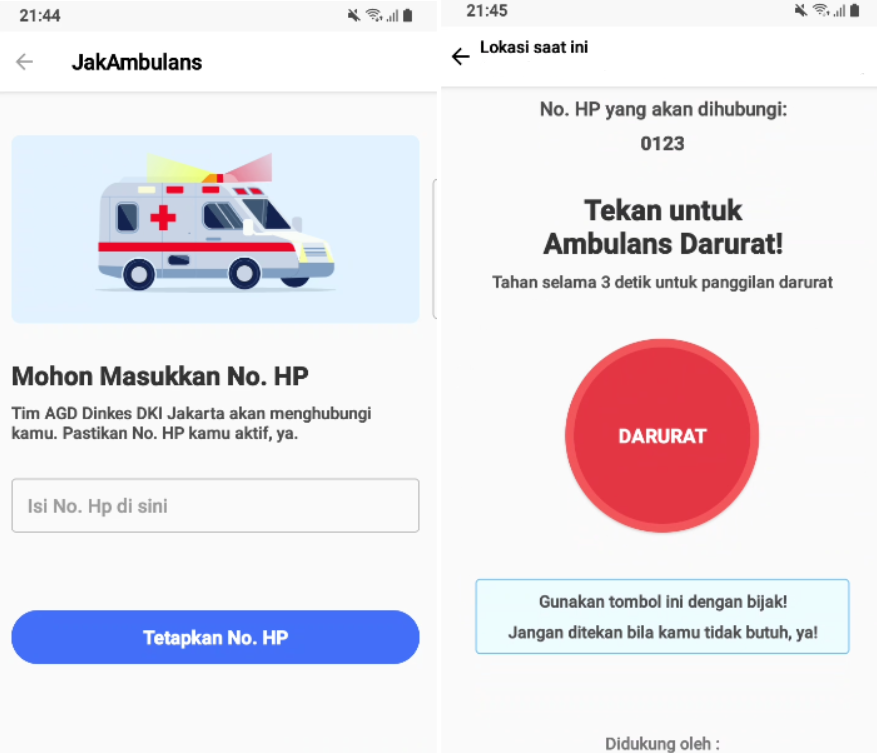 21:44
JakAmbulans
Mohon Masukkan No. HP
Tim AGD Dinkes DKI Jakarta akan menghubungi
kamu. Pastikan No. HP kamu aktif, ya.
Isi No. Hp di sini
Tetapkan No. HP
21:45
Lokasi saat ini
No. HP yang akan dihubungi:
0123
Tekan untuk
Ambulans Darurat!
Tahan selama 3 detik untuk panggilan darurat
DARURAT
Gunakan tombol ini dengan bijak!
Jangan ditekan bila kamu tidak butuh, ya!
Didukung oleh :